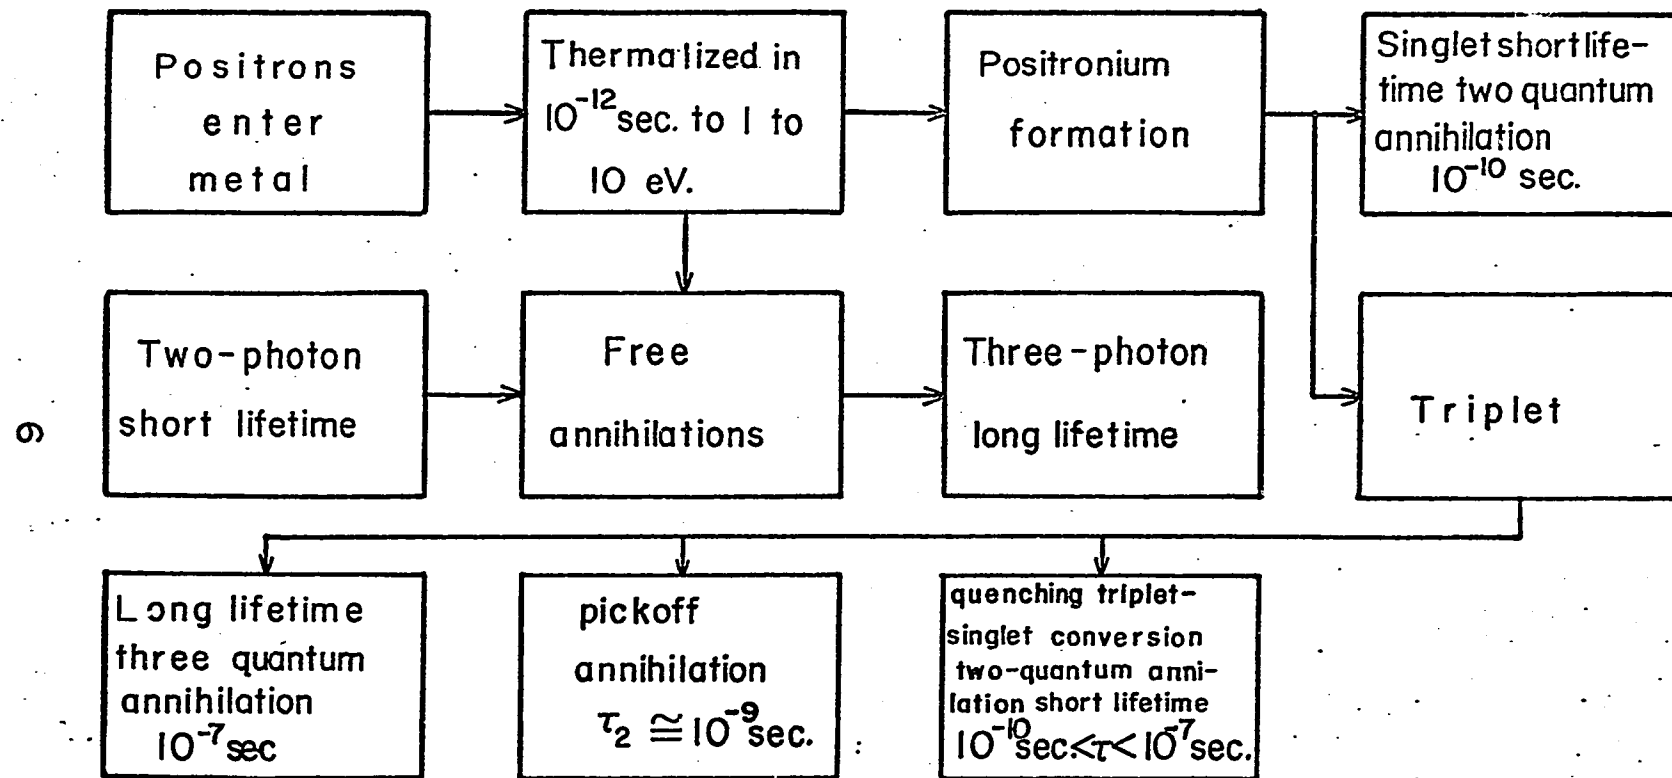 Positrons
enter
metal
Thermalized in
10⁻¹² sec. to 1 to
10 eV.
Positronium
formation
Singlet short life-
time two quantum
annihilation
10⁻¹⁰ sec.
Two-photon
short lifetime
Free
annihilations
Three-photon
long lifetime
Triplet
Long lifetime
three quantum
annihilation
10⁻⁷ sec
pickoff
annihilation
τ₂ ≅ 10⁻⁹ sec.
quenching triplet-
singlet conversion
two-quantum anni-
lation short lifetime
10⁻¹⁰ sec.<τ<10⁻⁷ sec.
6